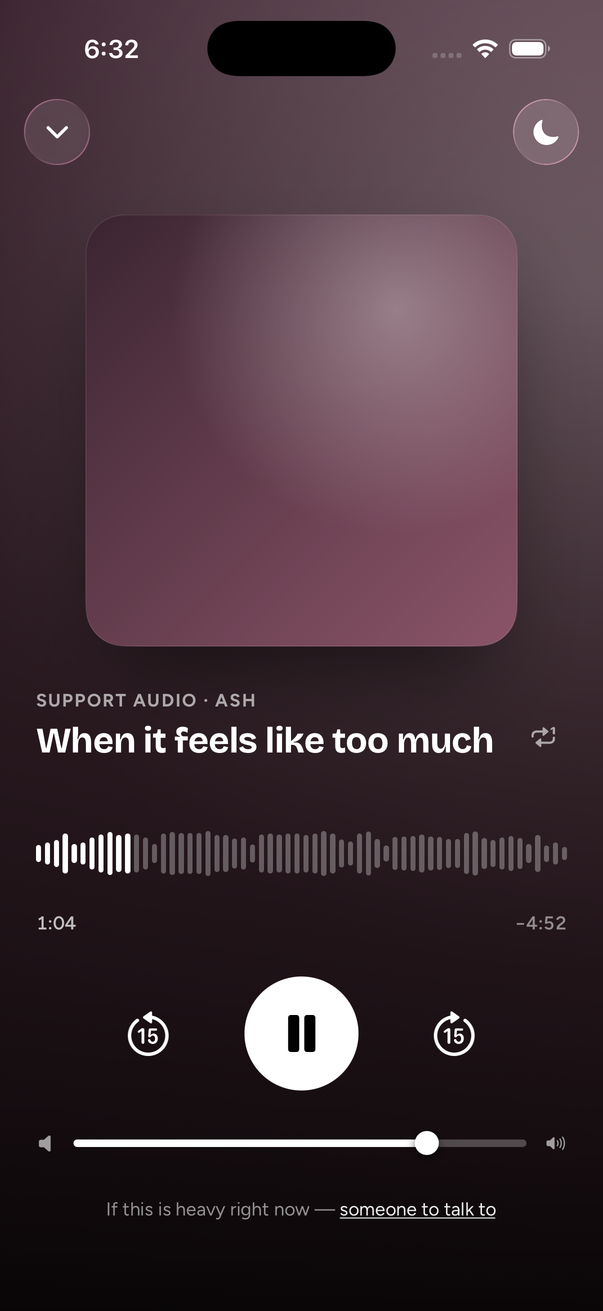 6:32
SUPPORT AUDIO · ASH
When it feels like too much
1
1:04
−4:52
15
15
If this is heavy right now — someone to talk to